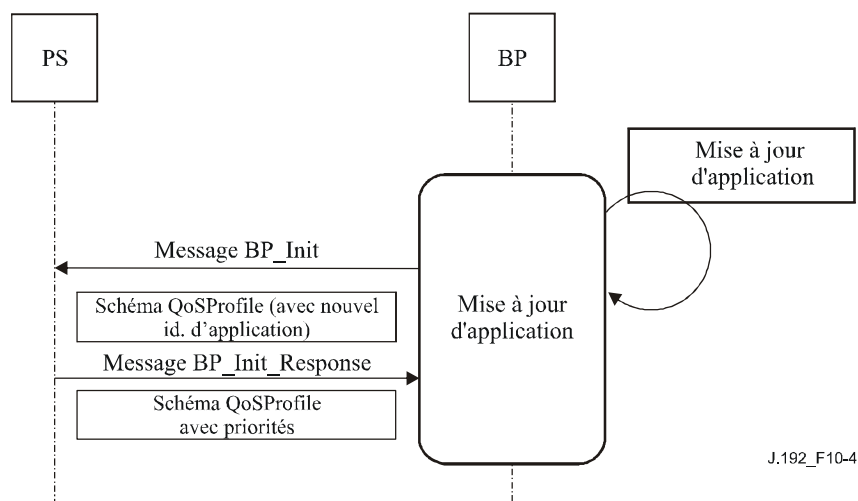 PS
BP
Mise à jour
d'application
Message BP_Init
Schéma QoSProfile (avec nouvel
id. d’application)
Mise à jour
d'application
Message BP_Init_Response
Schéma QoSProfile
avec priorités
J.192_F10-4